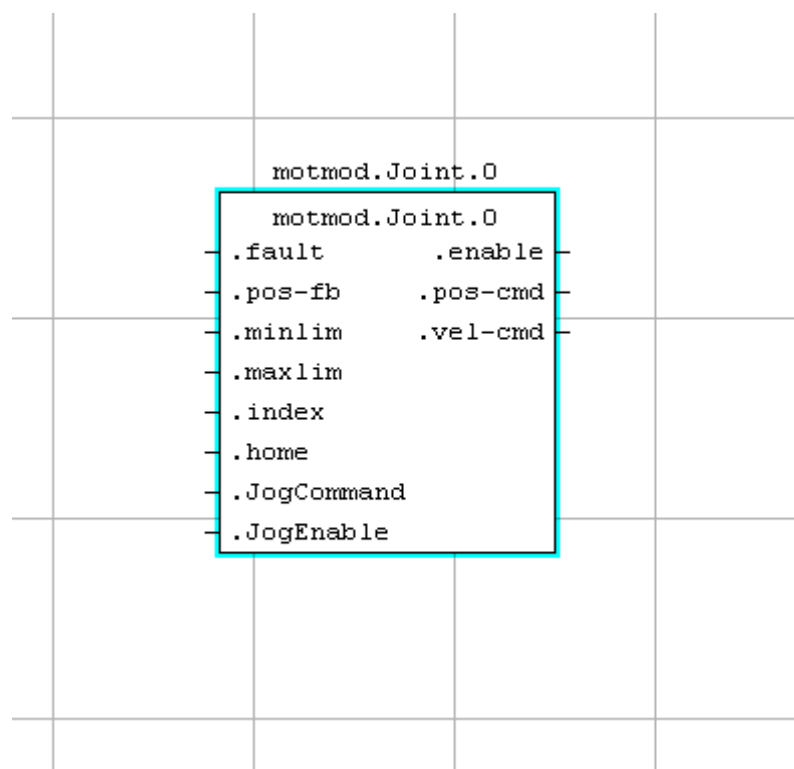 motmod.Joint.0
motmod.Joint.0
.fault .enable
.pos-fb .pos-cmd
.minlim .vel-cmd
.maxlim
.index
.home
.JogCommand
.JogEnable